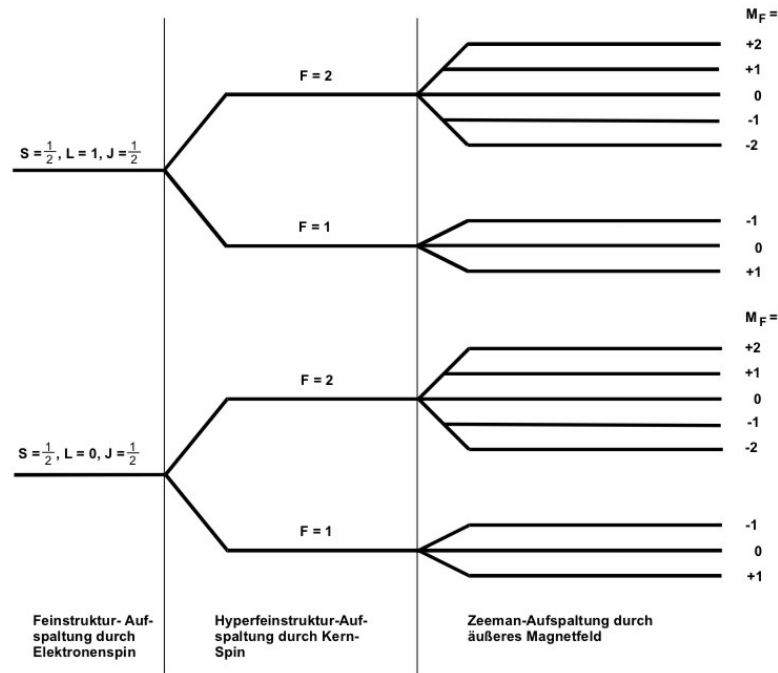 M F =
+2
+1
F = 2
0
-1
-2
S = 1/2, L = 1, J = 1/2
-1
F = 1
0
+1
M F =
+2
+1
F = 2
0
-1
-2
S = 1/2, L = 0, J = 1/2
-1
F = 1
0
+1
Feinstruktur- Auf-
spaltung durch
Elektronenspin
Hyperfeinstruktur-Auf-
spaltung durch Kern-
Spin
Zeeman-Aufspaltung durch
äußeres Magnetfeld